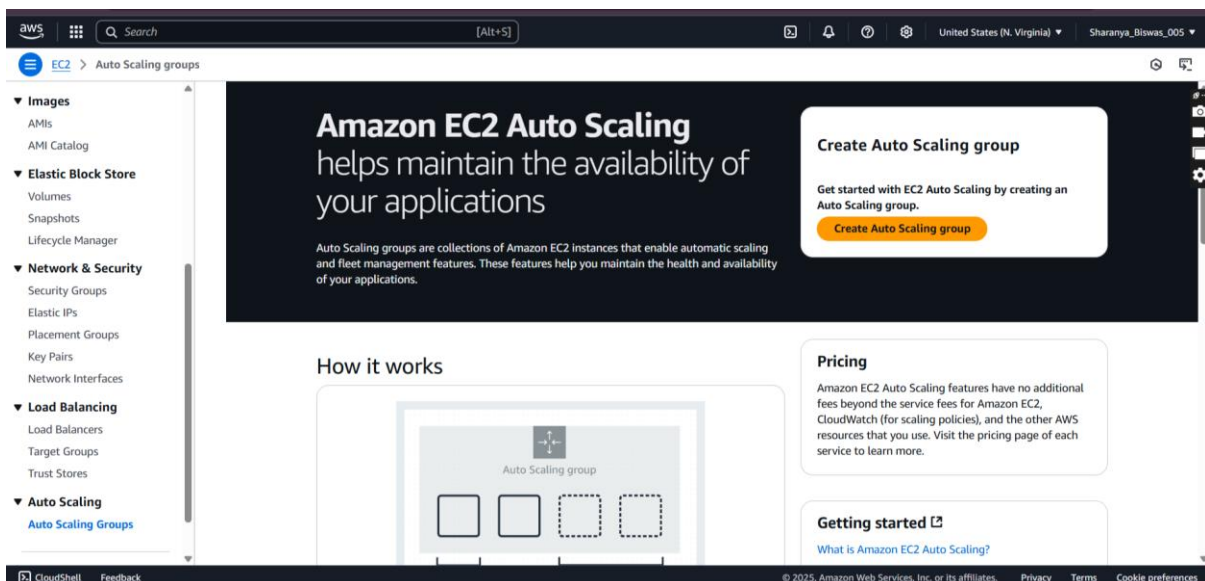 aws
Search [Alt+S]
United States (N. Virginia) ▼
Sharanya_Biswas_005 ▼
EC2 > Auto Scaling groups
▼ Images
AMIs
AMI Catalog
▼ Elastic Block Store
Volumes
Snapshots
Lifecycle Manager
▼ Network & Security
Security Groups
Elastic IPs
Placement Groups
Key Pairs
Network Interfaces
▼ Load Balancing
Load Balancers
Target Groups
Trust Stores
▼ Auto Scaling
Auto Scaling Groups
Amazon EC2 Auto Scaling
helps maintain the availability of
your applications
Auto Scaling groups are collections of Amazon EC2 instances that enable automatic scaling
and fleet management features. These features help you maintain the health and availability
of your applications.
Create Auto Scaling group
Get started with EC2 Auto Scaling by creating an
Auto Scaling group.
Create Auto Scaling group
How it works
Auto Scaling group
Pricing
Amazon EC2 Auto Scaling features have no additional
fees beyond the service fees for Amazon EC2,
CloudWatch (for scaling policies), and the other AWS
resources that you use. Visit the pricing page of each
service to learn more.
Getting started
What is Amazon EC2 Auto Scaling?
CloudShell Feedback
© 2025, Amazon Web Services, Inc. or its affiliates. Privacy Terms Cookie preferences